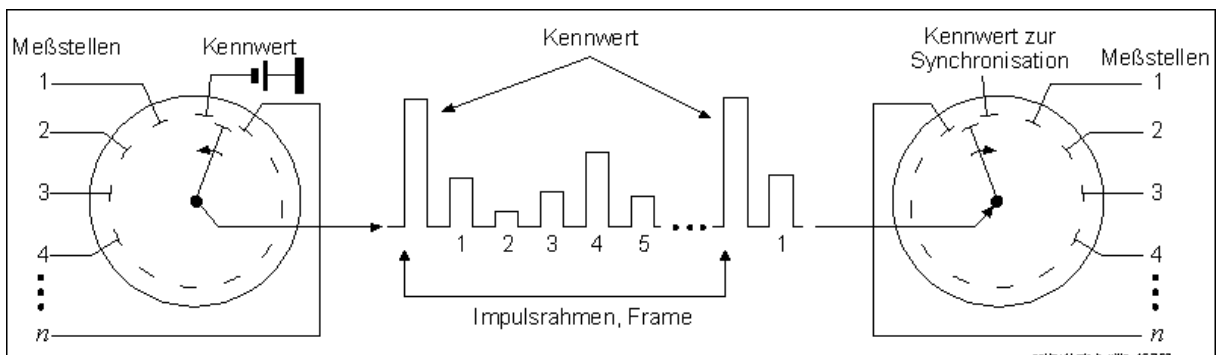 Meßstellen
Kennwert
1
2
3
4
n
Kennwert
1 2 3 4 5 1
Impulsrahmen, Frame
Kennwert zur
Synchronisation
Meßstellen
1
2
3
4
n